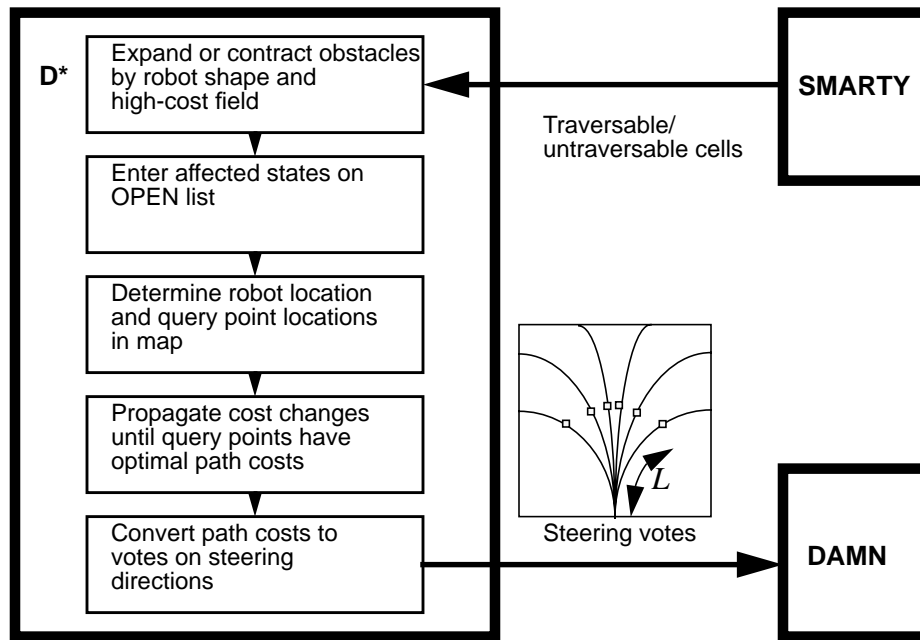 D*
Expand or contract obstacles
by robot shape and
high-cost field
SMARTY
Traversable/
untraversable cells
Enter affected states on
OPEN list
Determine robot location
and query point locations
in map
Propagate cost changes
until query points have
optimal path costs
L
Steering votes
Convert path costs to
votes on steering
directions
DAMN